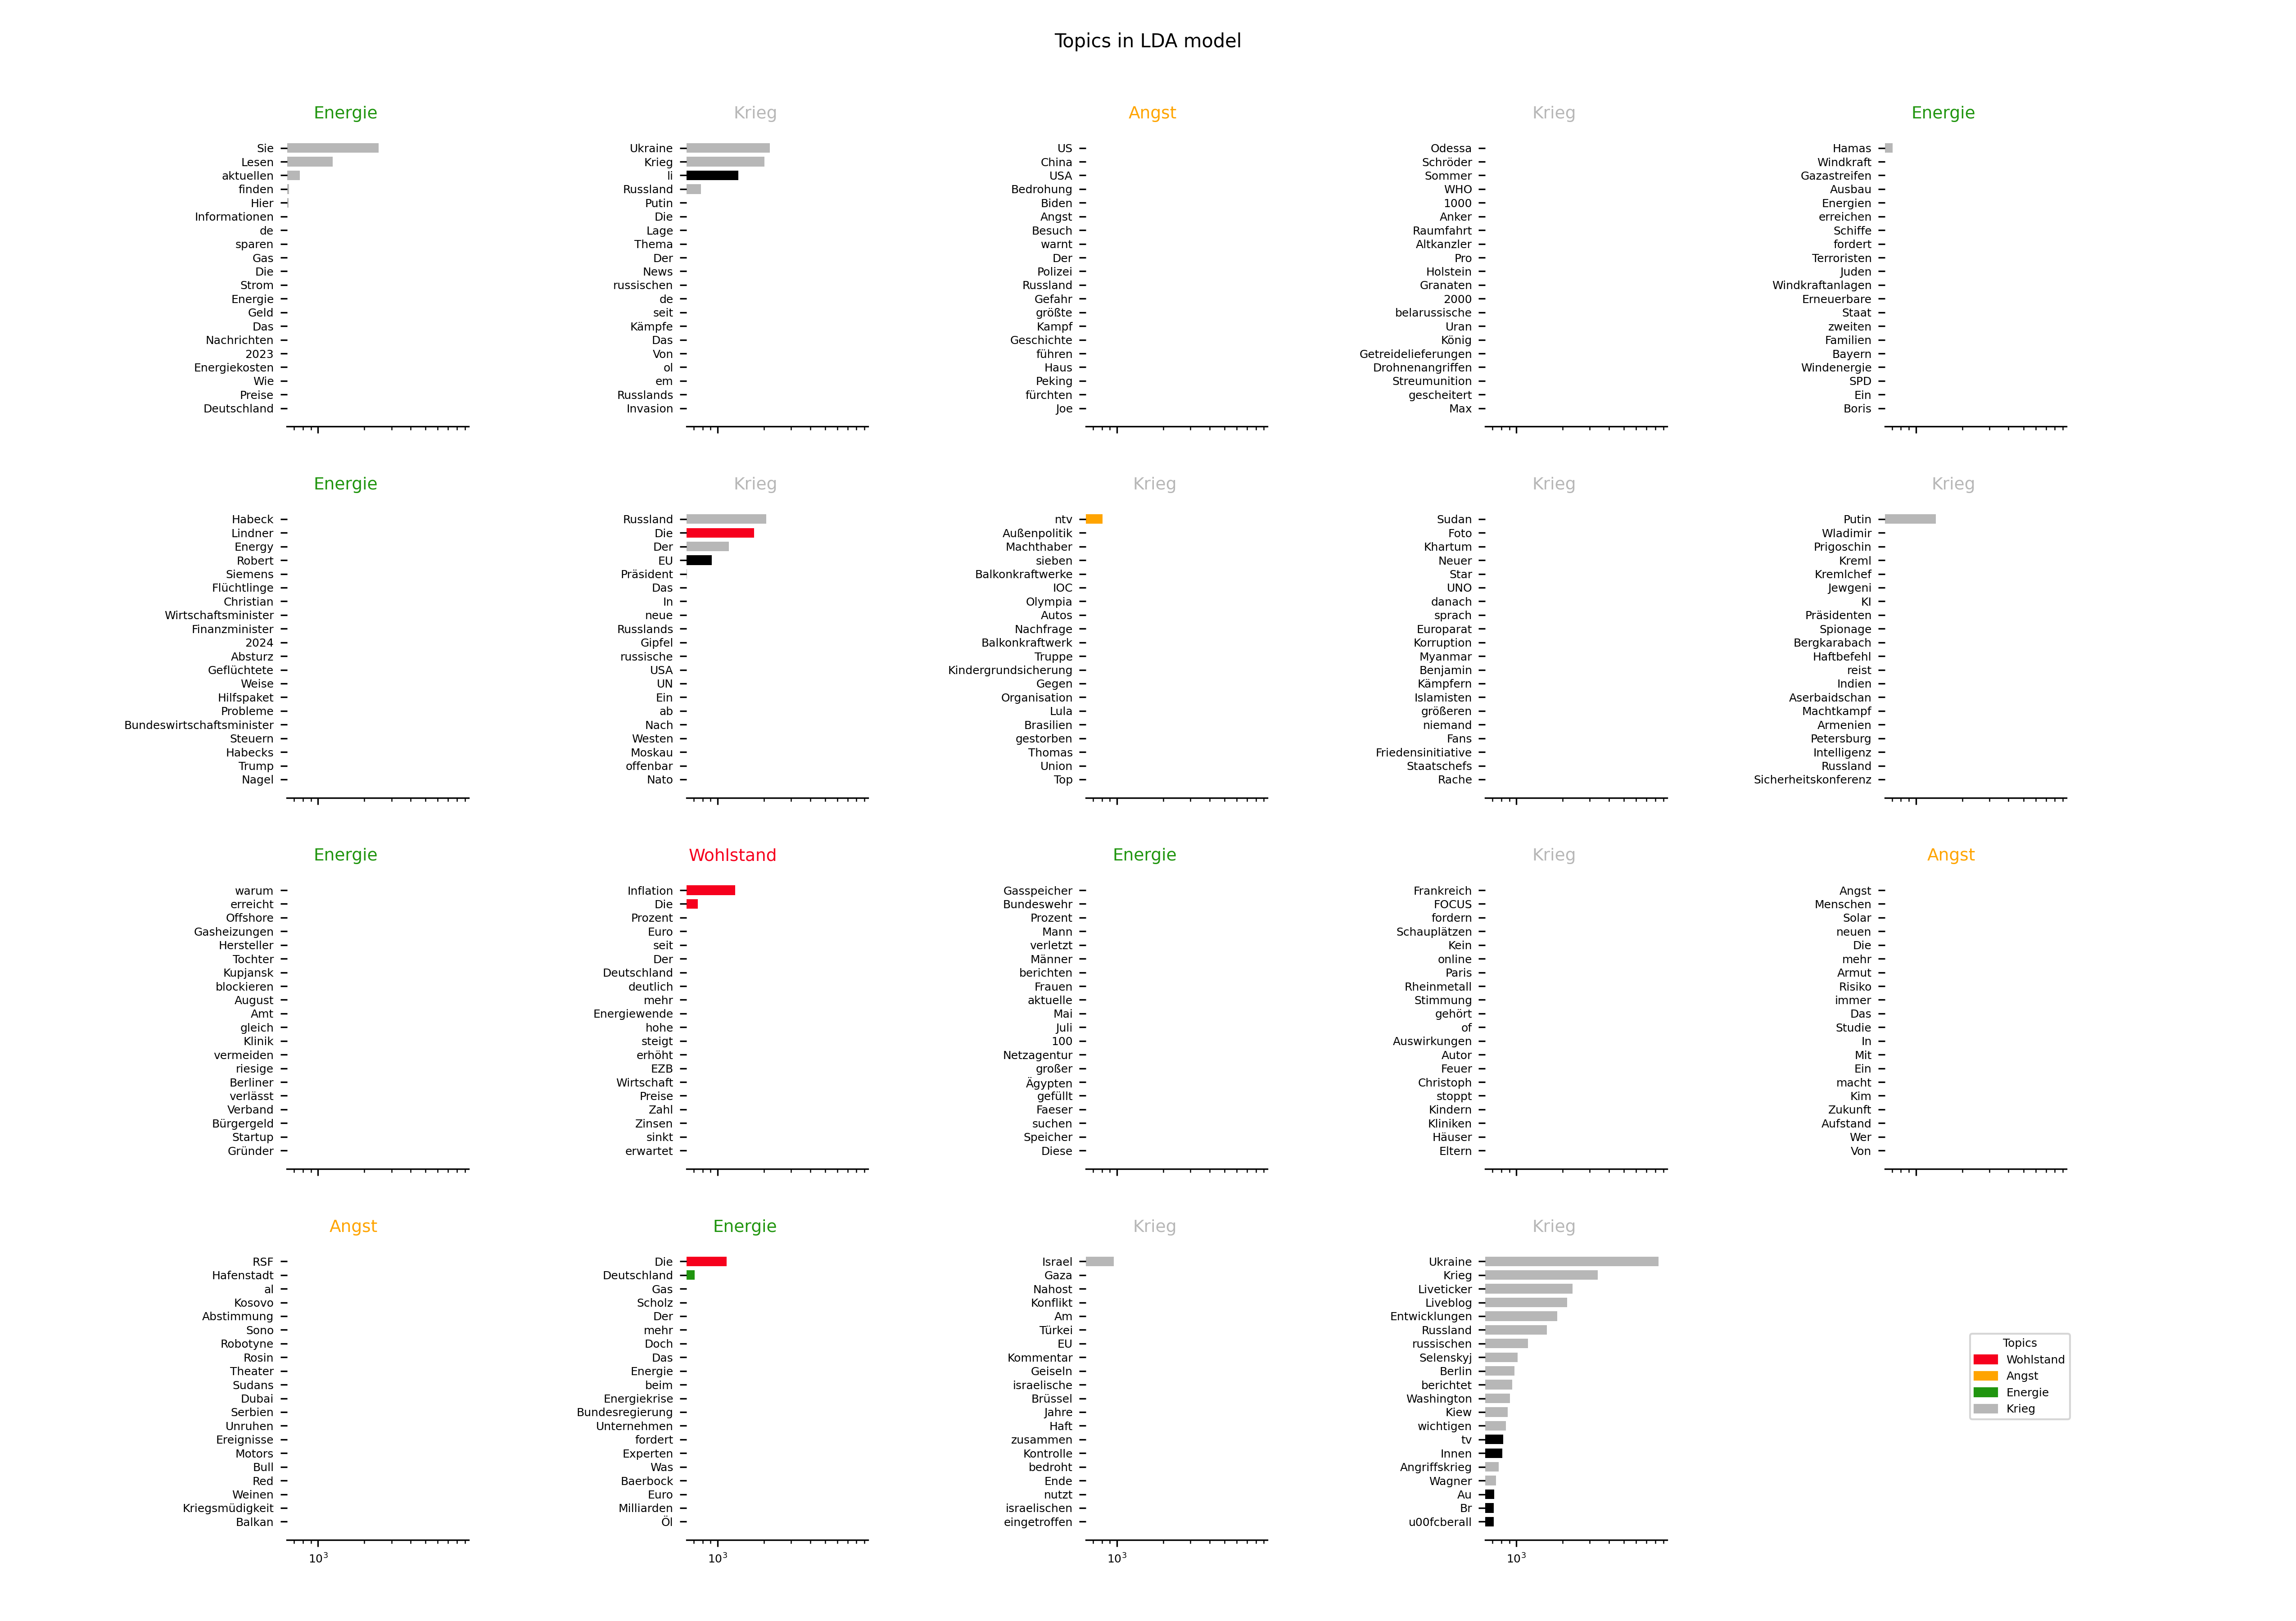 Topics in LDA model
Energie
Sie
Lesen
aktuellen
finden
Hier
Informationen
de
sparen
Gas
Die
Strom
Energie
Geld
Das
Nachrichten
2023
Energiekosten
Wie
Preise
Deutschland
Krieg
Ukraine
Krieg
li
Russland
Putin
Die
Lage
Thema
Der
News
russischen
de
seit
Kämpfe
Das
Von
ol
em
Russlands
Invasion
Angst
US
China
USA
Bedrohung
Biden
Angst
Besuch
warnt
Der
Polizei
Russland
Gefahr
größte
Kampf
Geschichte
führen
Haus
Peking
fürchten
Joe
Krieg
Odessa
Schröder
Sommer
WHO
1000
Anker
Raumfahrt
Altkanzler
Pro
Holstein
Granaten
2000
belarussische
Uran
König
Getreidelieferungen
Drohnenangriffen
Streumunition
gescheitert
Max
Energie
Hamas
Windkraft
Gazastreifen
Ausbau
Energien
erreichen
Schiffe
fordert
Terroristen
Juden
Windkraftanlagen
Erneuerbare
Staat
zweiten
Familien
Bayern
Windenergie
SPD
Ein
Boris
Energie
Habeck
Lindner
Energy
Robert
Siemens
Flüchtlinge
Christian
Wirtschaftsminister
Finanzminister
2024
Absturz
Geflüchtete
Weise
Hilfspaket
Probleme
Bundeswirtschaftsminister
Steuern
Habecks
Trump
Nagel
Krieg
Russland
Die
Der
EU
Präsident
Das
In
neue
Russlands
Gipfel
russische
USA
UN
Ein
ab
Nach
Westen
Moskau
offenbar
Nato
Krieg
ntv
Außenpolitik
Machthaber
sieben
Balkonkraftwerke
IOC
Olympia
Autos
Nachfrage
Balkonkraftwerk
Truppe
Kindergrundsicherung
Gegen
Organisation
Lula
Brasilien
gestorben
Thomas
Union
Top
Krieg
Sudan
Foto
Khartum
Neuer
Star
UNO
danach
sprach
Europarat
Korruption
Myanmar
Benjamin
Kämpfern
Islamisten
größeren
niemand
Fans
Friedensinitiative
Staatschefs
Rache
Krieg
Putin
Wladimir
Prigoschin
Kreml
Kremlchef
Jewgeni
KI
Präsidenten
Spionage
Bergkarabach
Haftbefehl
reist
Indien
Aserbaidschan
Machtkampf
Armenien
Petersburg
Intelligenz
Russland
Sicherheitskonferenz
Energie
warum
erreicht
Offshore
Gasheizungen
Hersteller
Tochter
Kupjansk
blockieren
August
Amt
gleich
Klinik
vermeiden
riesige
Berliner
verlässt
Verband
Bürgergeld
Startup
Gründer
Wohlstand
Inflation
Die
Prozent
Euro
seit
Der
Deutschland
deutlich
mehr
Energiewende
hohe
steigt
erhöht
EZB
Wirtschaft
Preise
Zahl
Zinsen
sinkt
erwartet
Energie
Gasspeicher
Bundeswehr
Prozent
Mann
verletzt
Männer
berichten
Frauen
aktuelle
Mai
Juli
100
Netzagentur
großer
Ägypten
gefüllt
Faeser
suchen
Speicher
Diese
Krieg
Frankreich
FOCUS
fordern
Schauplätzen
Kein
online
Paris
Rheinmetall
Stimmung
gehört
of
Auswirkungen
Autor
Feuer
Christoph
stoppt
Kindern
Kliniken
Häuser
Eltern
Angst
Angst
Menschen
Solar
neuen
Die
mehr
Armut
Risiko
immer
Das
Studie
In
Mit
Ein
macht
Kim
Zukunft
Aufstand
Wer
Von
Angst
RSF
Hafenstadt
al
Kosovo
Abstimmung
Sono
Robotyne
Rosin
Theater
Sudans
Dubai
Serbien
Unruhen
Ereignisse
Motors
Bull
Red
Weinen
Kriegsmüdigkeit
Balkan
10³
Energie
Die
Deutschland
Gas
Scholz
Der
mehr
Doch
Das
Energie
beim
Energiekrise
Bundesregierung
Unternehmen
fordert
Experten
Was
Baerbock
Euro
Milliarden
Öl
10³
Krieg
Israel
Gaza
Nahost
Konflikt
Am
Türkei
EU
Kommentar
Geiseln
israelische
Brüssel
Jahre
Haft
zusammen
Kontrolle
bedroht
Ende
nutzt
israelischen
eingetroffen
10³
Krieg
Ukraine
Krieg
Liveticker
Liveblog
Entwicklungen
Russland
russischen
Selenskyj
Berlin
berichtet
Washington
Kiew
wichtigen
tv
Innen
Angriffskrieg
Wagner
Au
Br
u00fcberall
10³
Topics
Wohlstand
Angst
Energie
Krieg